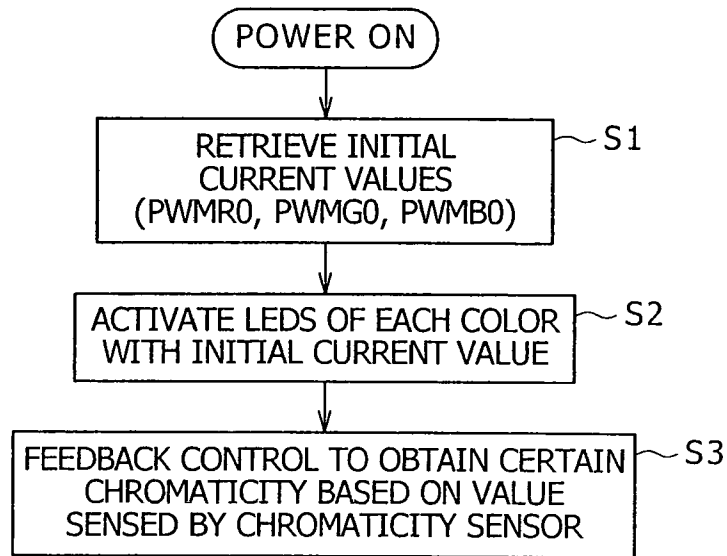 POWER ON
RETRIEVE INITIAL
CURRENT VALUES
(PWMR0, PWMG0, PWMB0)
S1
ACTIVATE LEDS OF EACH COLOR
WITH INITIAL CURRENT VALUE
S2
FEEDBACK CONTROL TO OBTAIN CERTAIN
CHROMATICITY BASED ON VALUE
SENSED BY CHROMATICITY SENSOR
S3